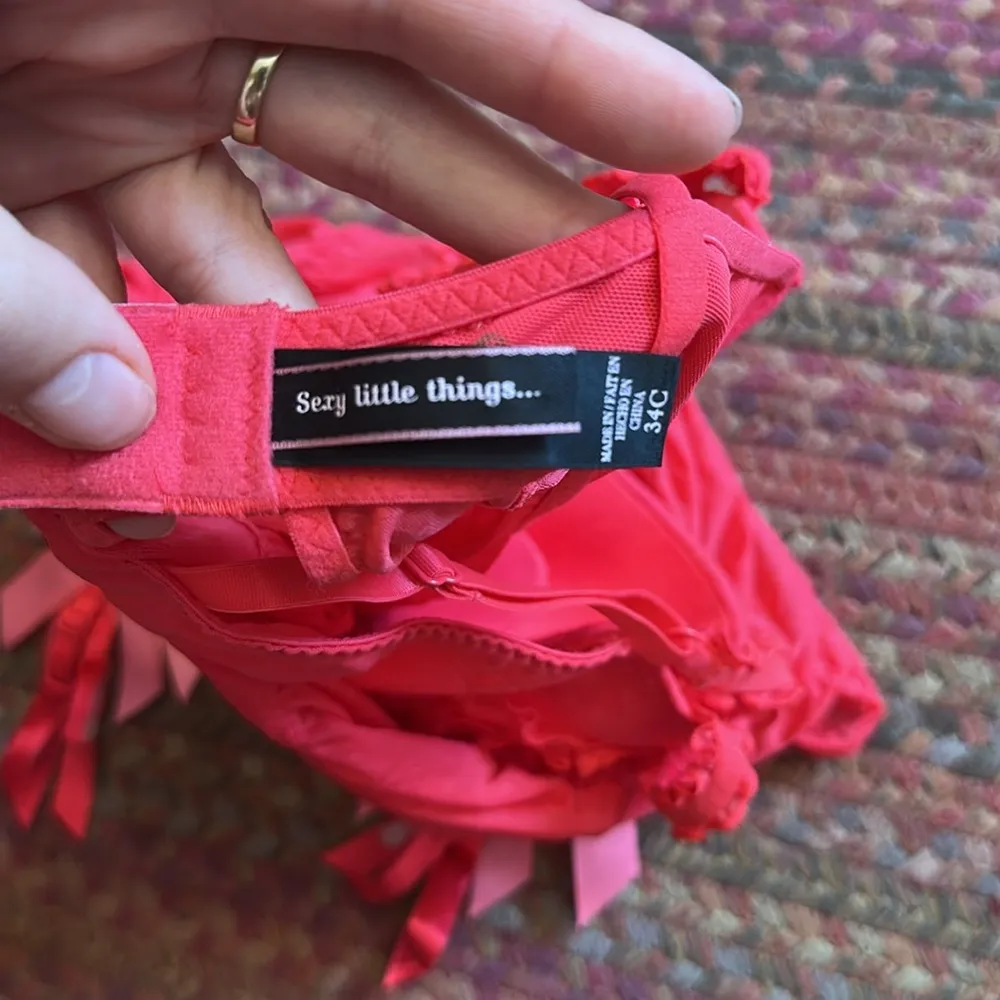 Sexy little things...
MADE IN/FAIT EN
HECHO EN
CHINA
34C